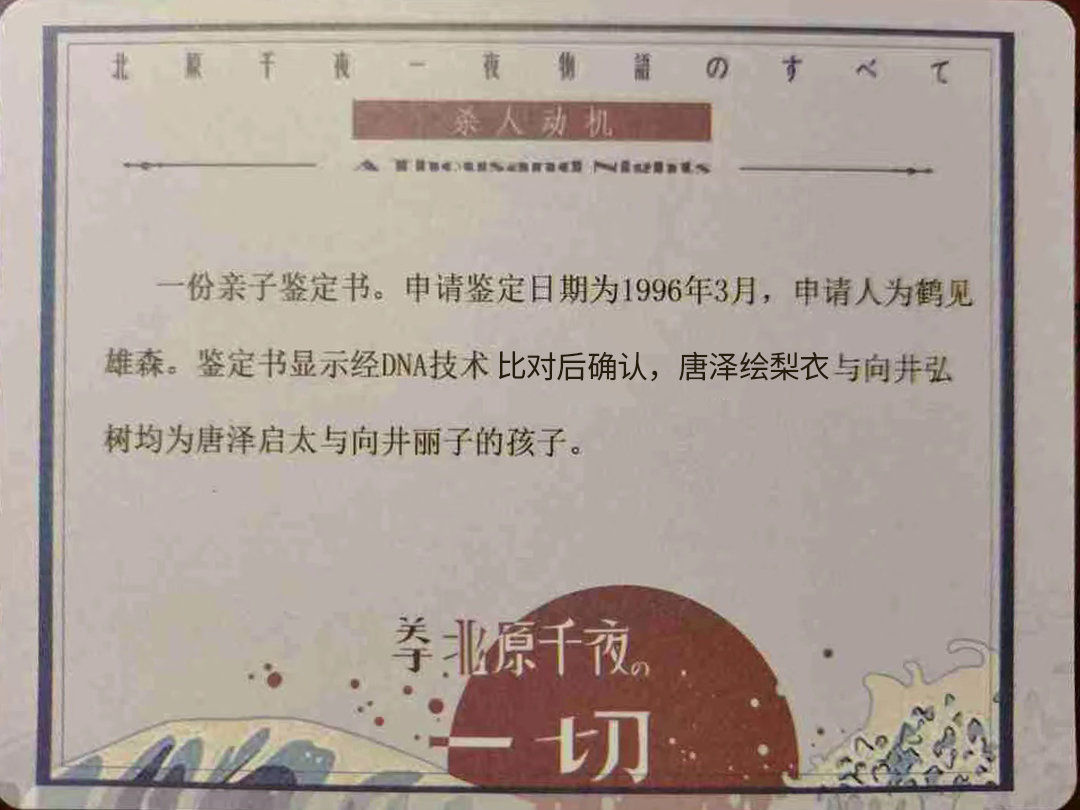 北原千夜一夜物語のすべて
杀人动机
A Thousand Nights
一份亲子鉴定书。申请鉴定日期为1996年3月，申请人为鹤见
雄森。鉴定书显示经DNA技术比对后确认，唐泽绘梨衣与向井弘
树均为唐泽启太与向井丽子的孩子。
关于北原千夜の
一切